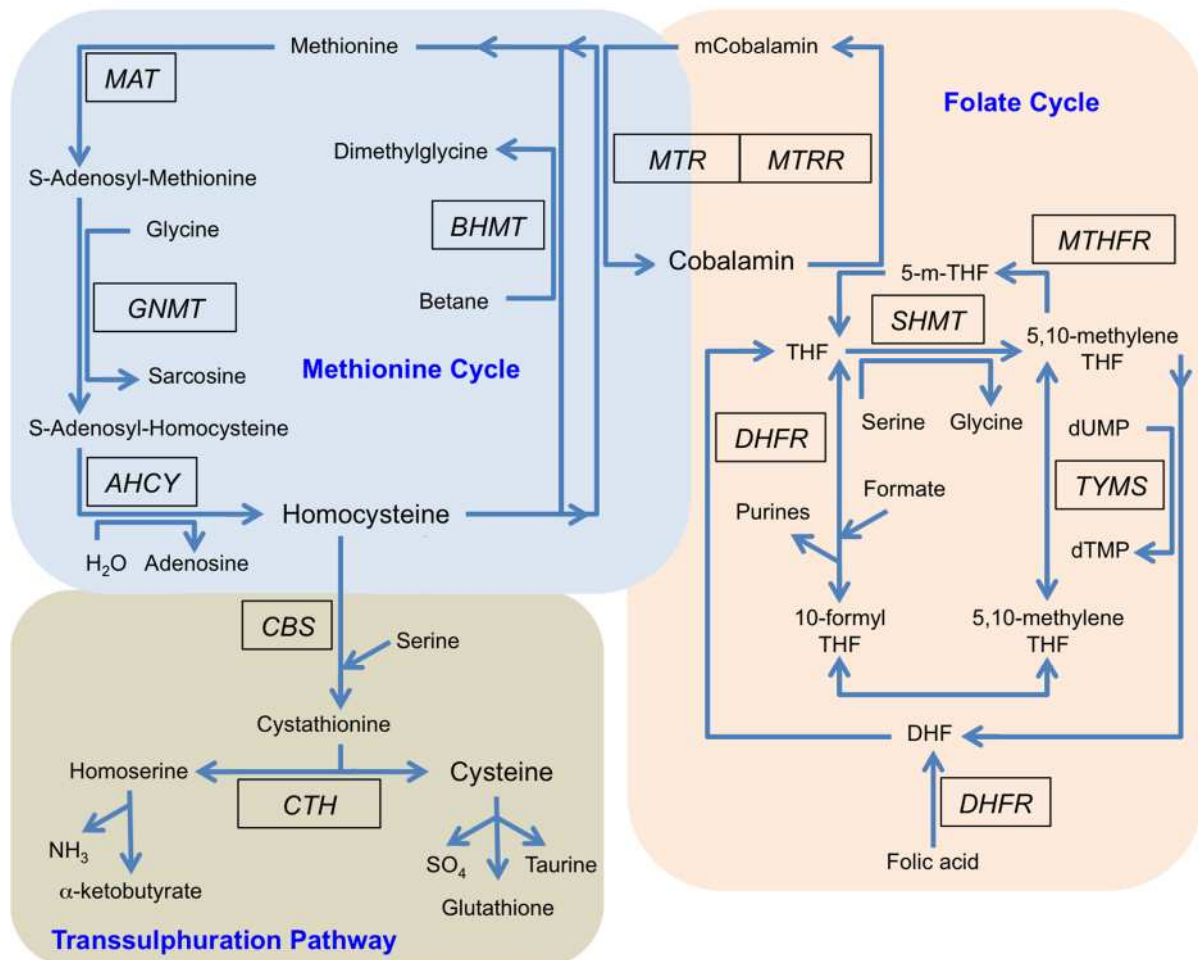 Methionine
mCobalamin
MAT
Folate Cycle
Dimethylglycine
MTR
MTRR
S-Adenosyl-Methionine
Glycine
BHMT
MTHFR
Cobalamin
5-m-THF
GNMT
Betane
SHMT
5,10-methylene
THF
THF
Methionine Cycle
Sarcosine
S-Adenosyl-Homocysteine
Serine
Glycine
dUMP
DHFR
AHCY
Formate
TYMS
Purines
Homocysteine
H₂O
Adenosine
dTMP
10-formyl
THF
5,10-methylene
THF
CBS
Serine
Cystathionine
DHF
Homoserine
Cysteine
CTH
DHFR
NH₃
SO₄
Taurine
Folic acid
α-ketobutyrate
Glutathione
Transsulphuration Pathway